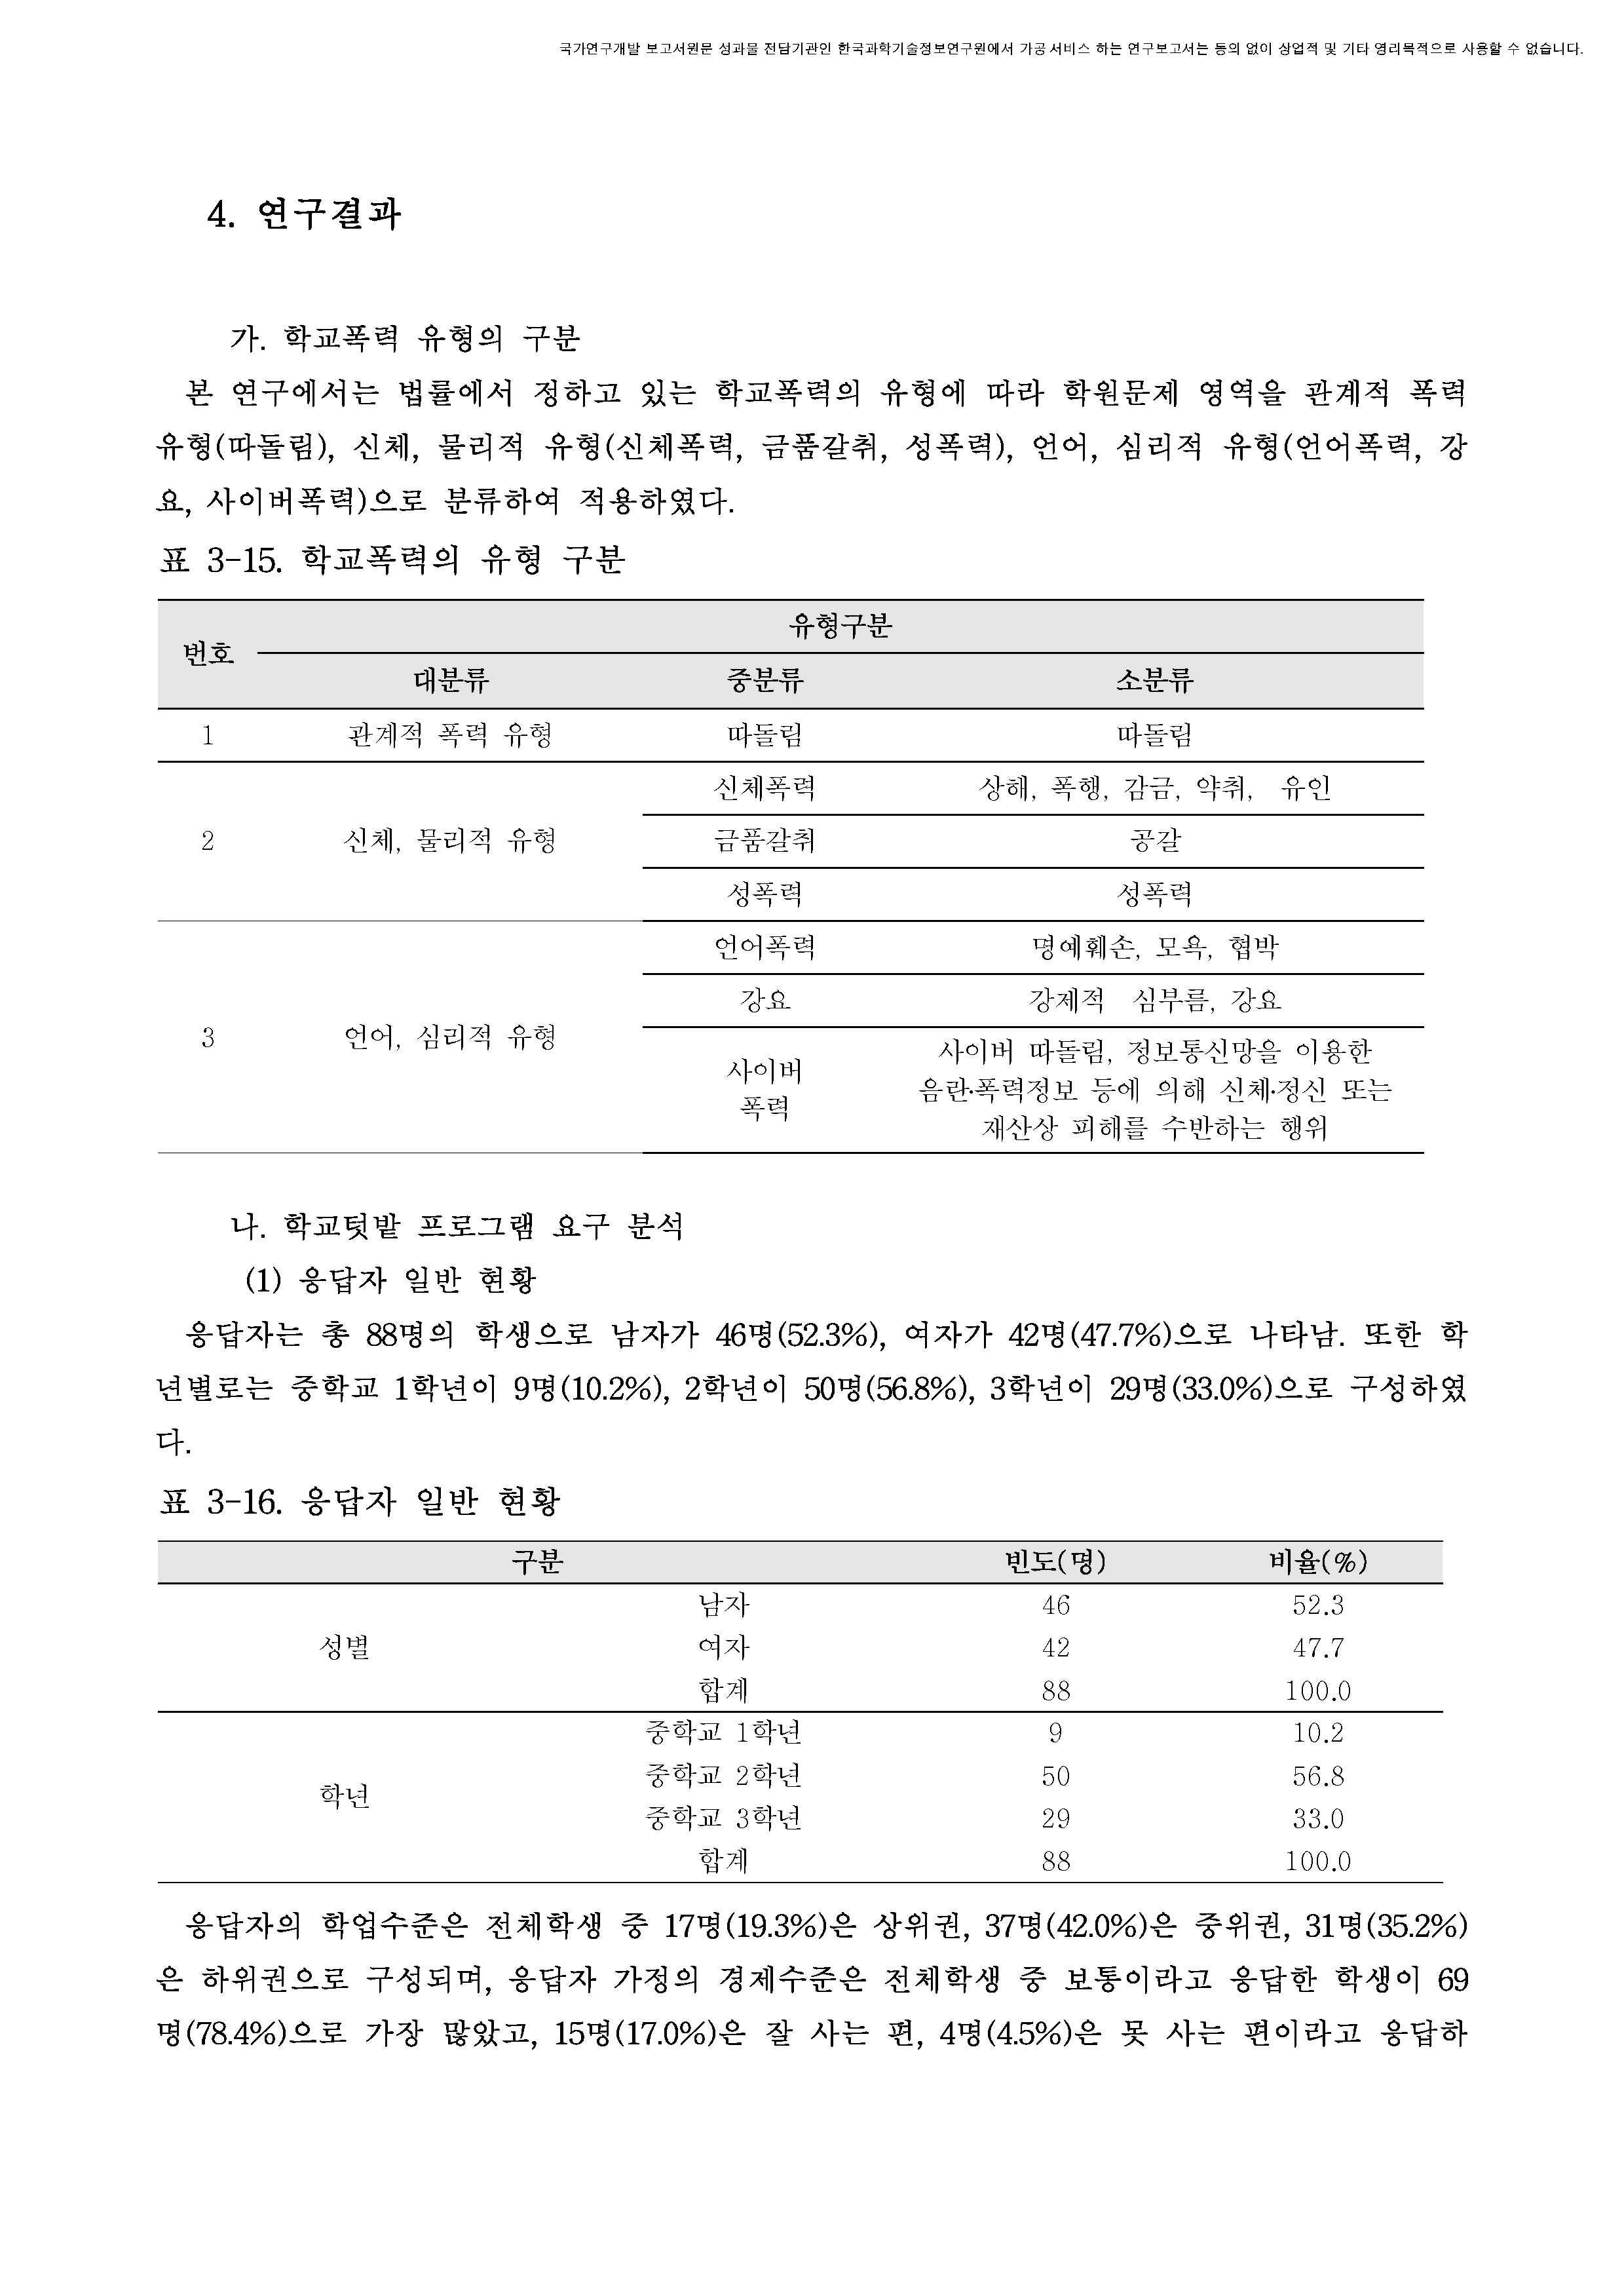 국가연구개발 보고서원문 성과물 전담기관인 한국과학기술정보연구원에서 가공·서비스 하는 연구보고서는 동의 없이 상업적 및 기타 영리목적으로 사용할 수 없습니다.
4. 연구결과
가. 학교폭력 유형의 구분
본 연구에서는 법률에서 정하고 있는 학교폭력의 유형에 따라 학원문제 영역을 관계적 폭력
유형(따돌림), 신체, 물리적 유형(신체폭력, 금품갈취, 성폭력), 언어, 심리적 유형(언어폭력, 강
요, 사이버폭력)으로 분류하여 적용하였다.
표 3-15. 학교폭력의 유형 구분
번호 유형구분
대분류 중분류 소분류
1 관계적 폭력 유형 따돌림 따돌림
신체폭력 상해, 폭행, 감금, 약취, 유인
2 신체, 물리적 유형 금품갈취 공갈
성폭력 성폭력
언어폭력 명예훼손, 모욕, 협박
강요 강제적 심부름, 강요
3 언어, 심리적 유형
사이버 폭력
사이버 따돌림, 정보통신망을 이용한
음란·폭력정보 등에 의해 신체·정신 또는
재산상 피해를 수반하는 행위
나. 학교텃밭 프로그램 요구 분석
(1) 응답자 일반 현황
응답자는 총 88명의 학생으로 남자가 46명(52.3%), 여자가 42명(47.7%)으로 나타남. 또한 학
년별로는 중학교 1학년이 9명(10.2%), 2학년이 50명(56.8%), 3학년이 29명(33.0%)으로 구성하였
다.
표 3-16. 응답자 일반 현황
구분 빈도(명) 비율(%)
남자 46 52.3
성별 여자 42 47.7
합계 88 100.0
중학교 1학년 9 10.2
중학교 2학년 50 56.8
학년
중학교 3학년 29 33.0
합계 88 100.0
응답자의 학업수준은 전체학생 중 17명(19.3%)은 상위권, 37명(42.0%)은 중위권, 31명(35.2%)
은 하위권으로 구성되며, 응답자 가정의 경제수준은 전체학생 중 보통이라고 응답한 학생이 69
명(78.4%)으로 가장 많았고, 15명(17.0%)은 잘 사는 편, 4명(4.5%)은 못 사는 편이라고 응답하